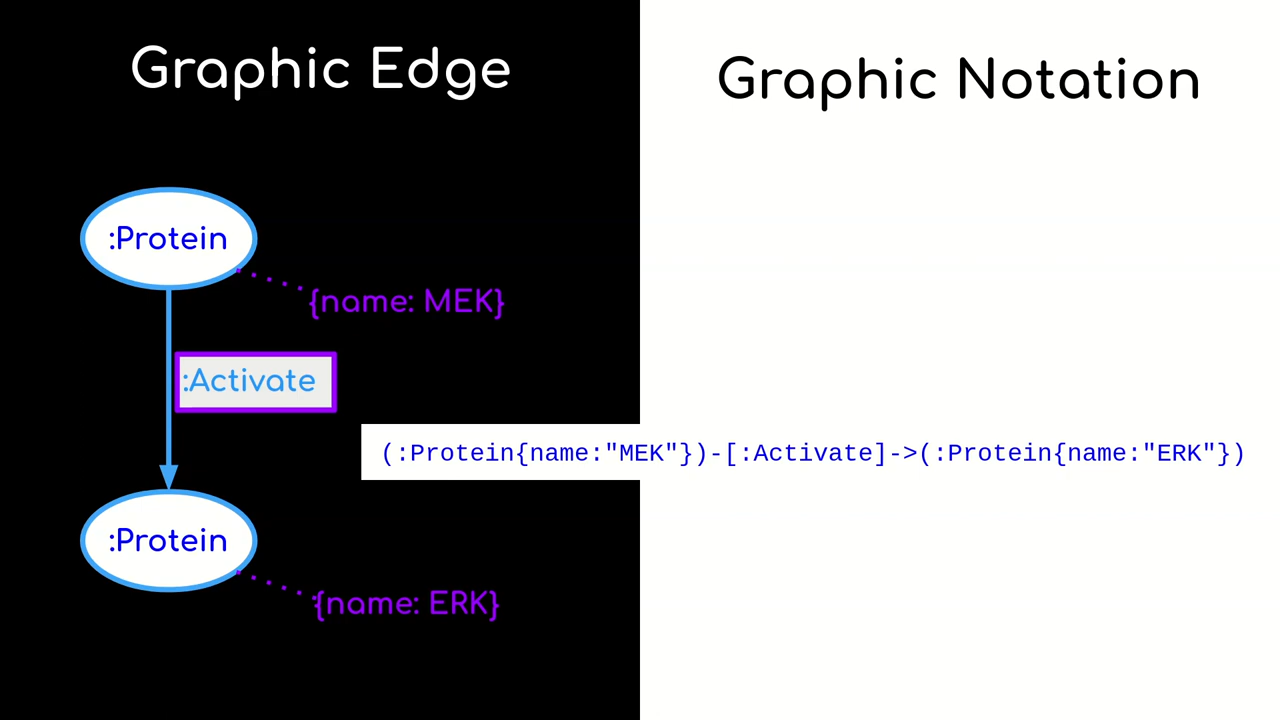 Graphic Edge
Graphic Notation
:Protein
{name: MEK}
:Activate
(:Protein{name:"MEK"})-[:Activate]->(:Protein{name:"ERK"})
:Protein
{name: ERK}